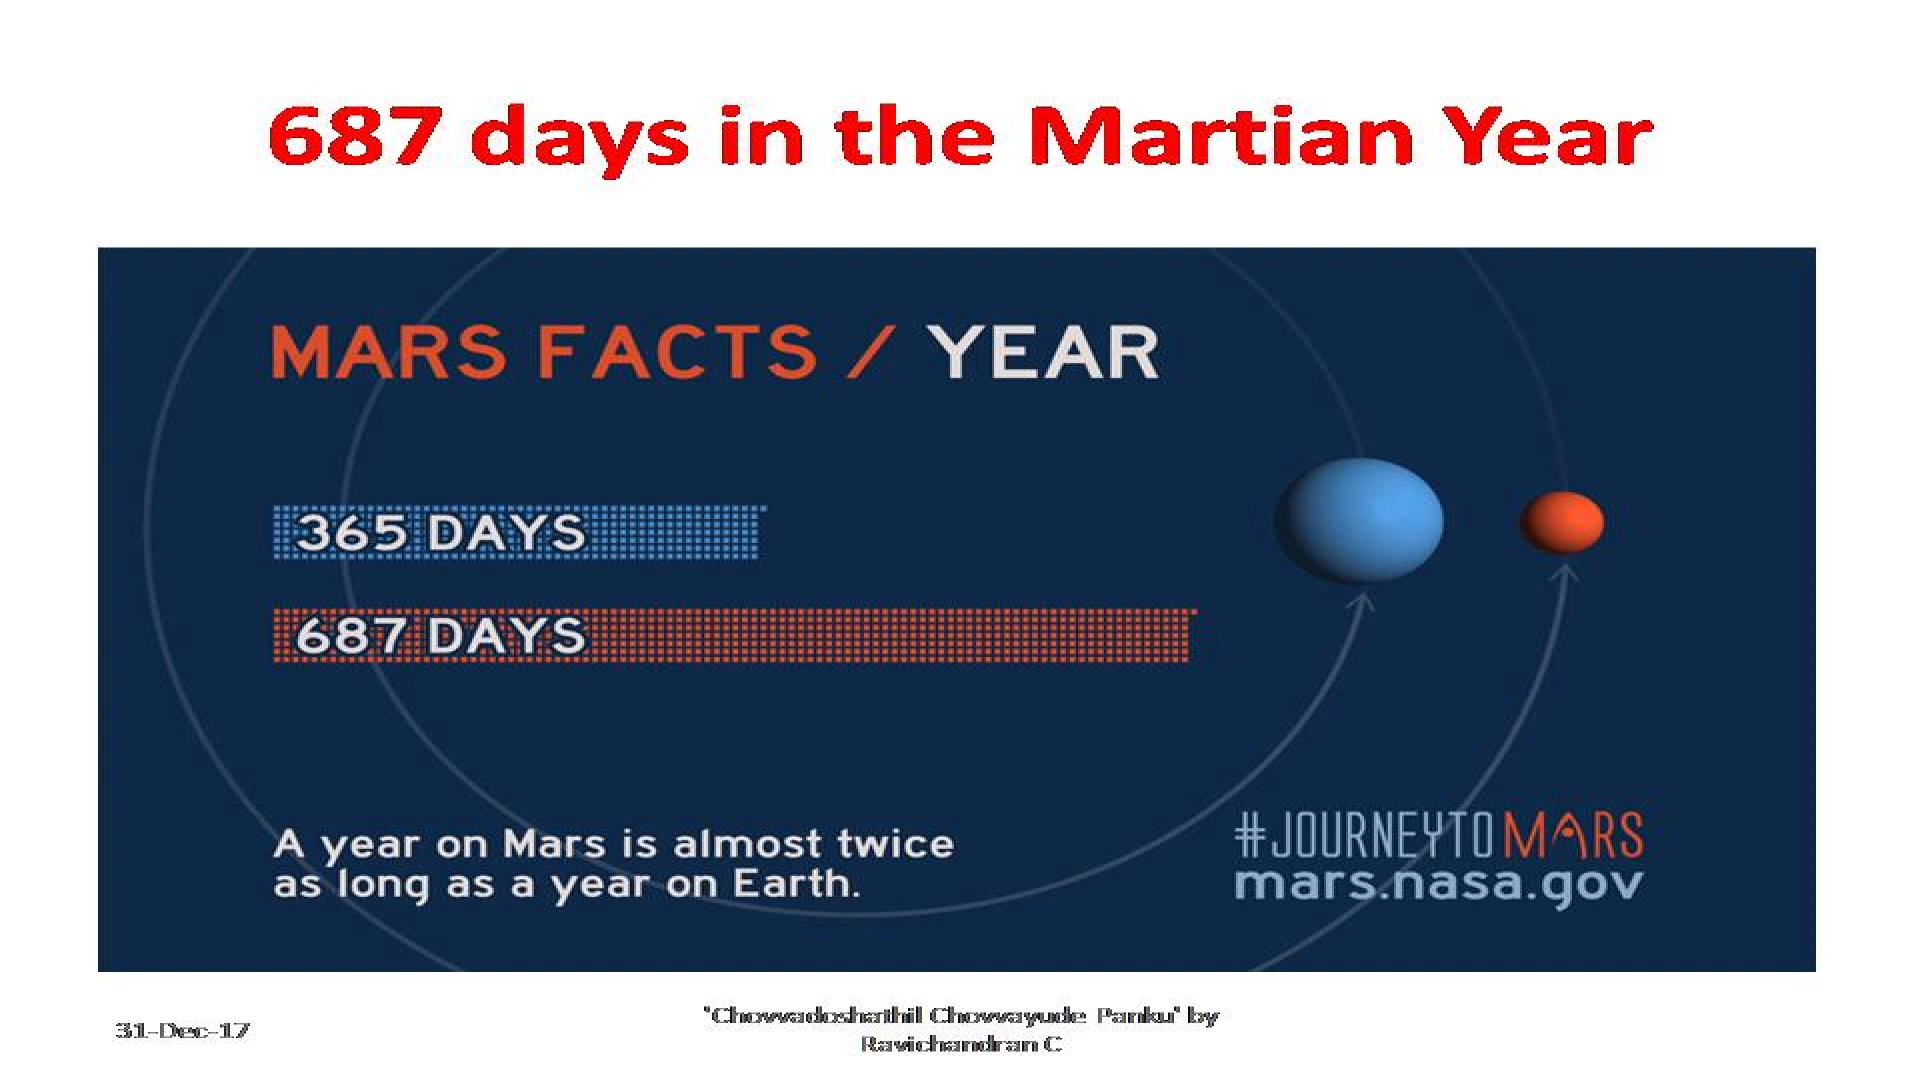 687 days in the Martian Year
MARS FACTS / YEAR
365 DAYS
687 DAYS
A year on Mars is almost twice
as long as a year on Earth.
#JOURNEYTOMARS
mars.nasa.gov
31-Dec-17
'Chowwadoshathil Chowwayude Panku' by
Ravichandran C